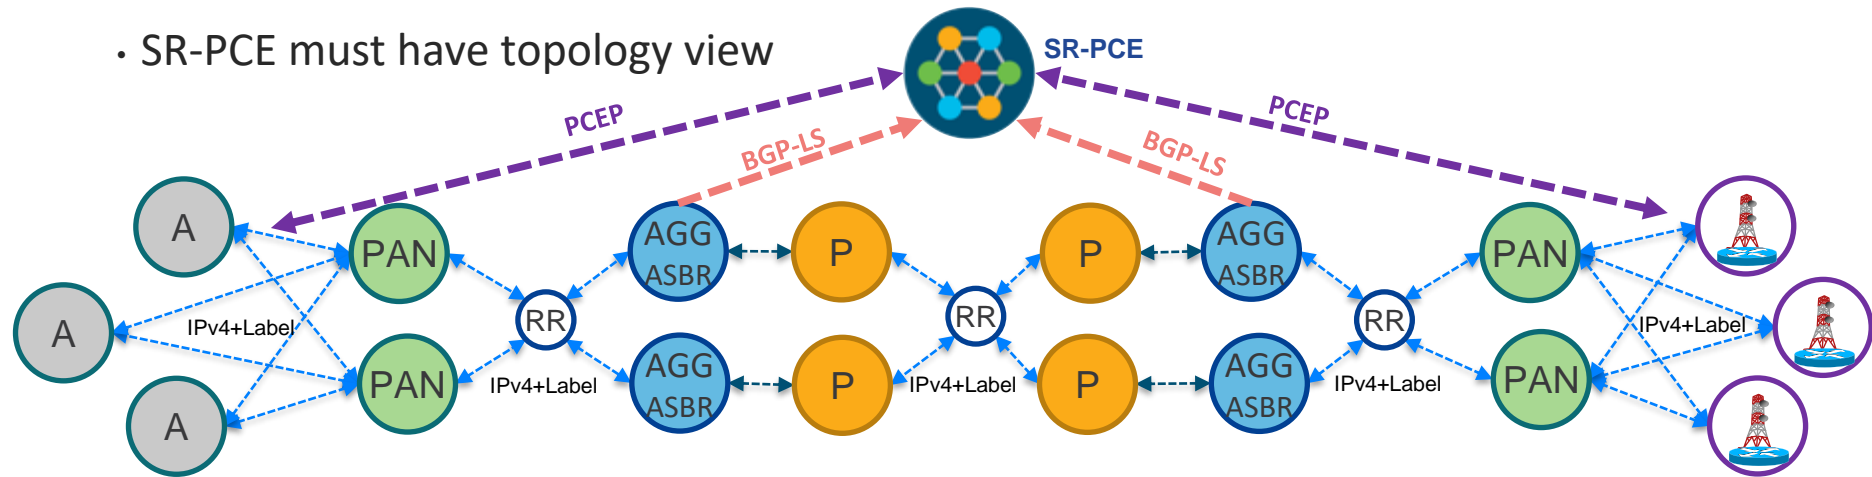 · SR-PCE must have topology view
SR-PCE
PCEP
PCEP
BGP-LS
BGP-LS
A
PAN
AGG
ASBR
P
P
AGG
ASBR
PAN
A
IPv4+Label
RR
RR
RR
IPv4+Label
A
PAN
IPv4+Label
AGG
ASBR
P
IPv4+Label
P
AGG
ASBR
IPv4+Label
PAN